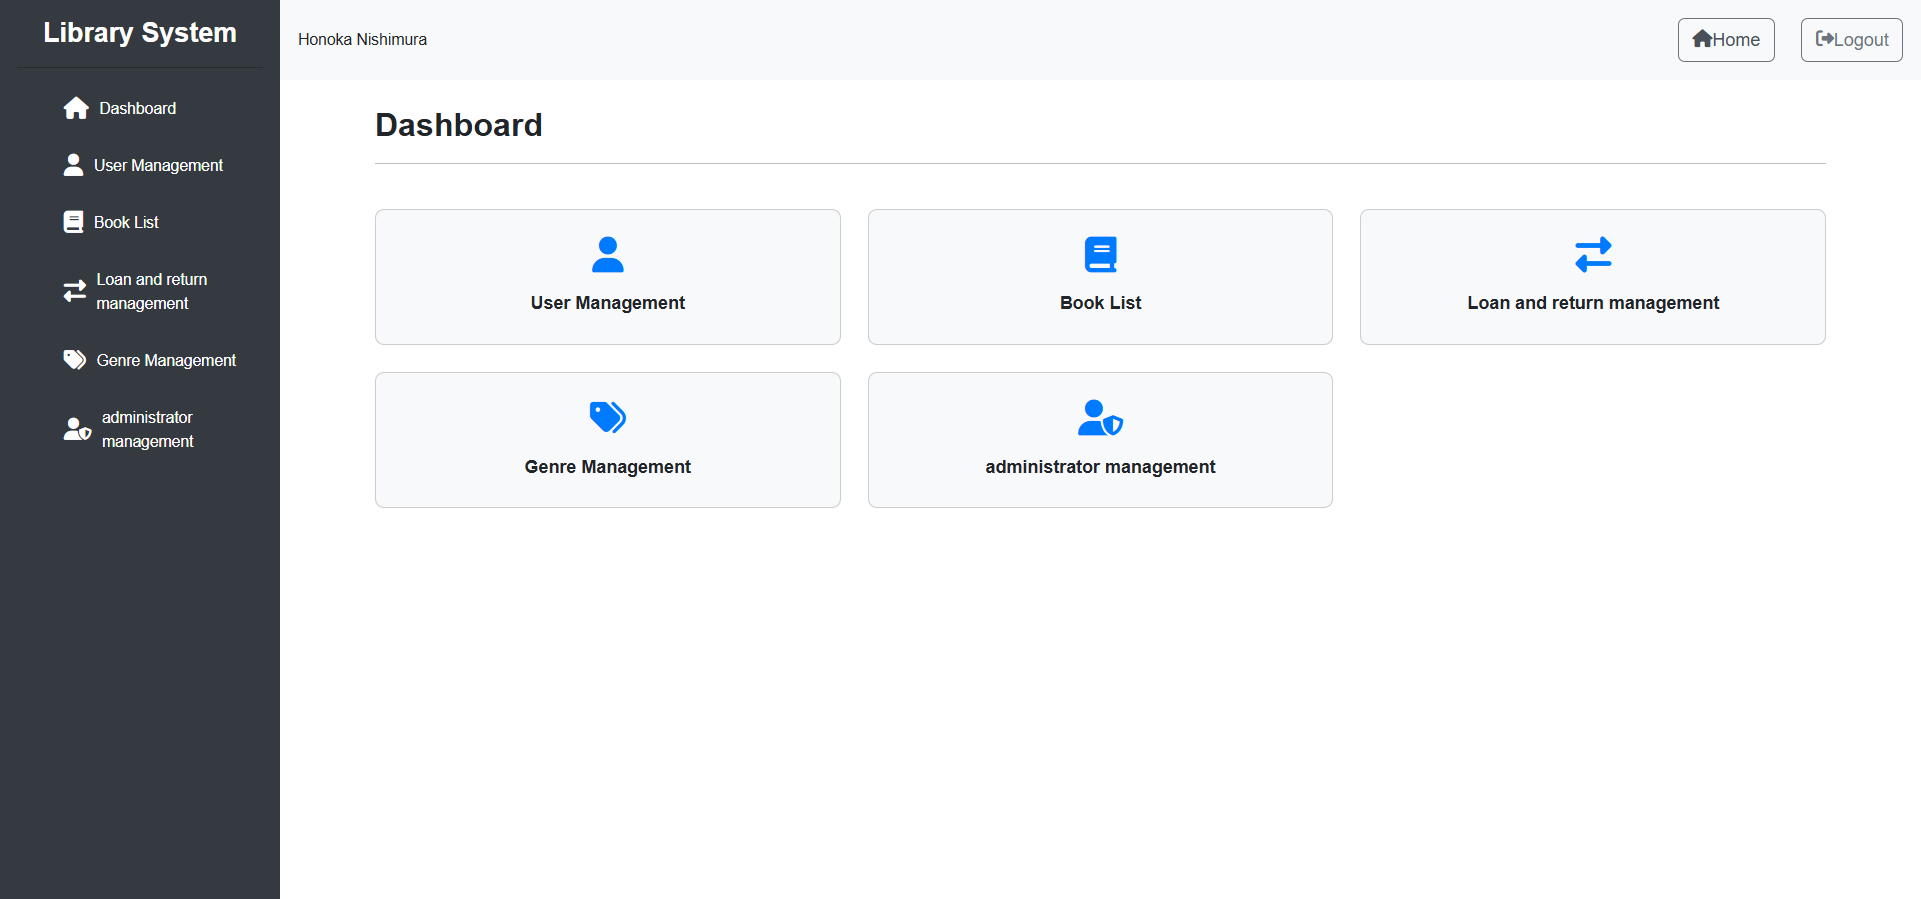 Library System
Dashboard
User Management
Book List
Loan and return
management
Genre Management
administrator
management
Honoka Nishimura
Home
Logout
Dashboard
User Management
Book List
Loan and return management
Genre Management
administrator management